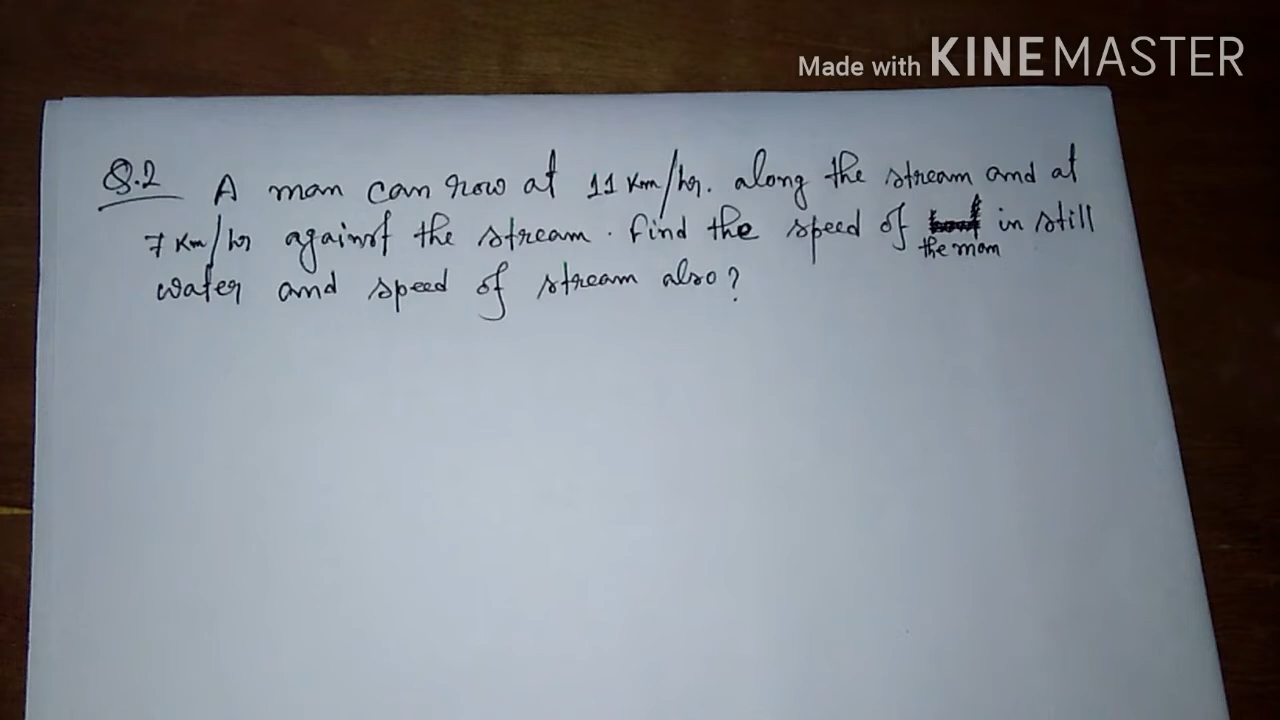 Made with KINEMASTER
Q.2 A man can row at 11 Km/hr. along the stream and at
7 Km/hr against the stream. find the speed of in still
the man
water and speed of stream also?